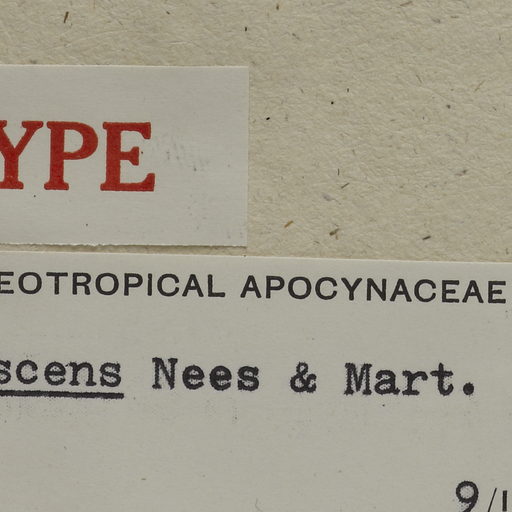 YPE
EOTROPICAL APOCYNACEAE
scens Nees & Mart.
9/